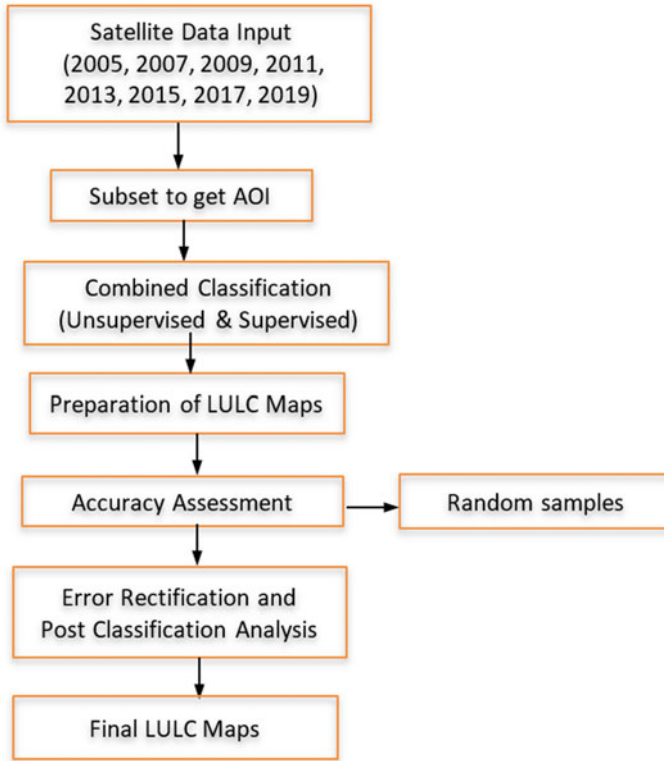 Satellite Data Input
(2005, 2007, 2009, 2011,
2013, 2015, 2017, 2019)
Subset to get AOI
Combined Classification
(Unsupervised & Supervised)
Preparation of LULC Maps
Accuracy Assessment
Random samples
Error Rectification and
Post Classification Analysis
Final LULC Maps